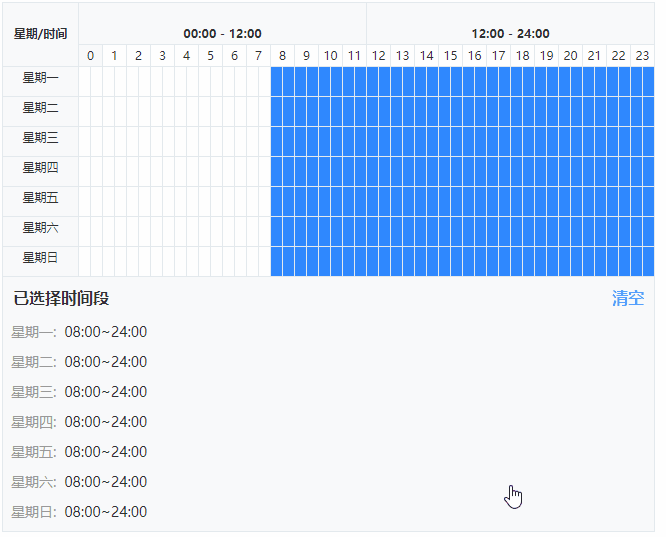 星期/时间 00:00 - 12:00 12:00 - 24:00
0 1 2 3 4 5 6 7 8 9 10 11 12 13 14 15 16 17 18 19 20 21 22 23
星期一
星期二
星期三
星期四
星期五
星期六
星期日
已选择时间段 清空
星期一: 08:00~24:00
星期二: 08:00~24:00
星期三: 08:00~24:00
星期四: 08:00~24:00
星期五: 08:00~24:00
星期六: 08:00~24:00
星期日: 08:00~24:00